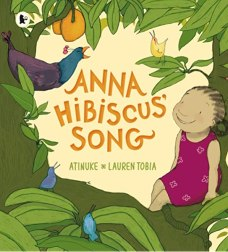 ANNA
HiBiSCUS'
SONG
ATINUKE LAUREN TOBIA